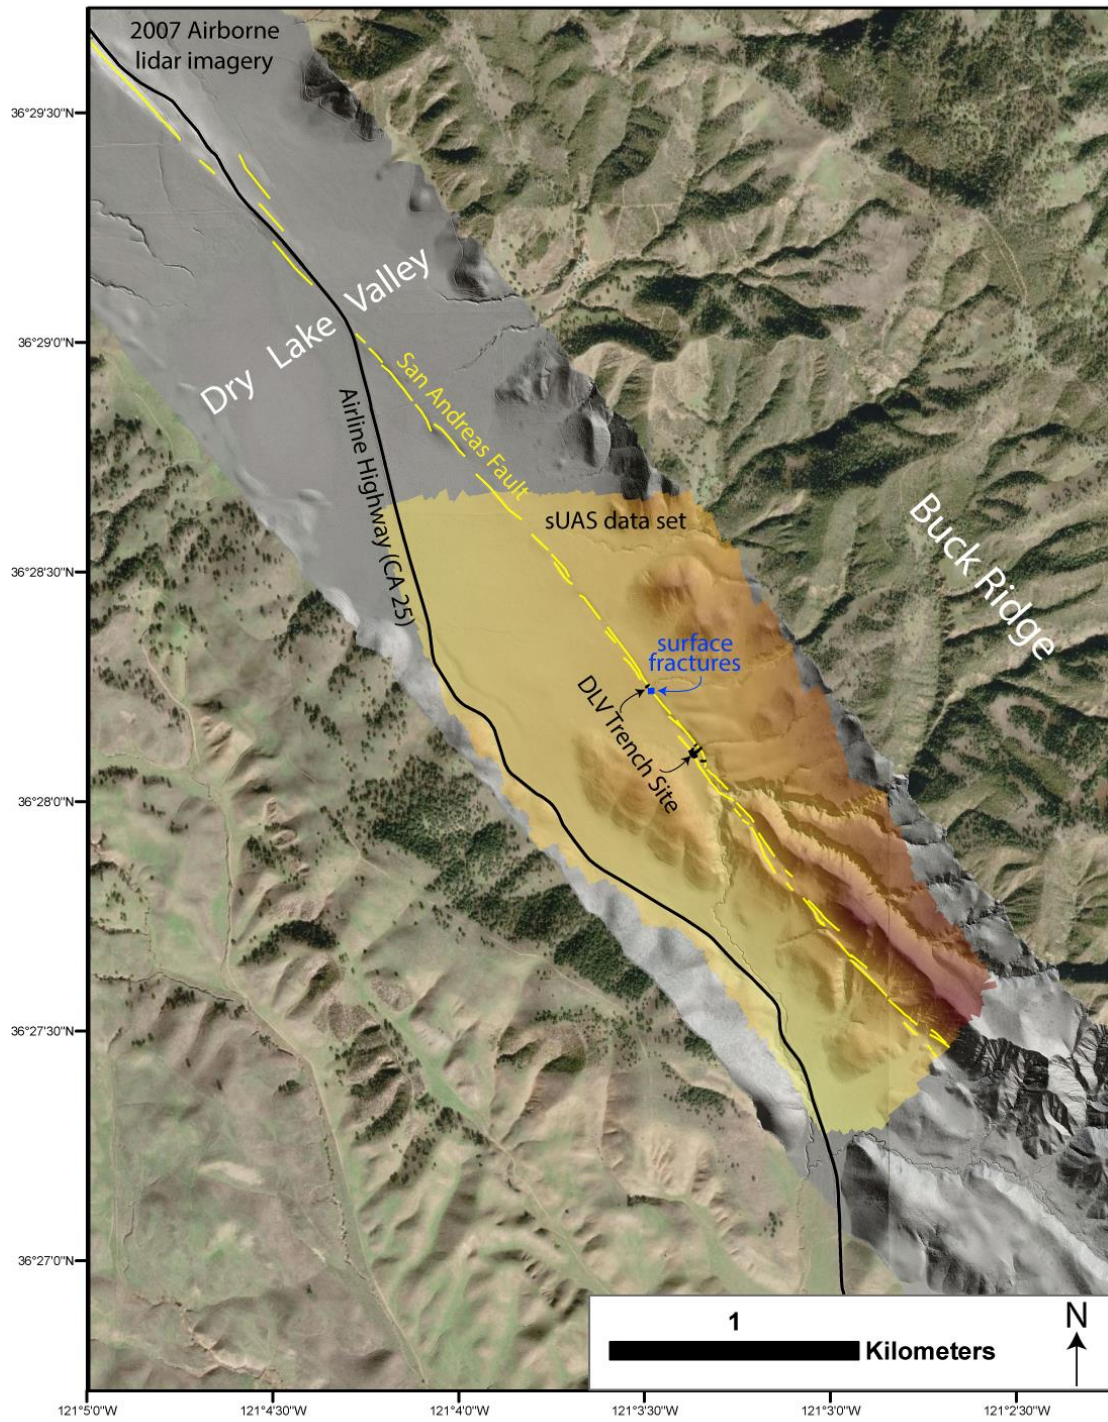 2007 Airborne
lidar imagery
36°29'30"N
36°29'0"N
36°28'30"N
36°28'0"N
36°27'30"N
36°27'0"N
Dry Lake Valley
San Andreas Fault
Airline Highway (CA 25)
sUAS data set
Buck Ridge
surface
fractures
DLV Trench Site
1
Kilometers
N
121°5'0"W
121°4'30"W
121°4'0"W
121°3'30"W
121°3'0"W
121°2'30"W